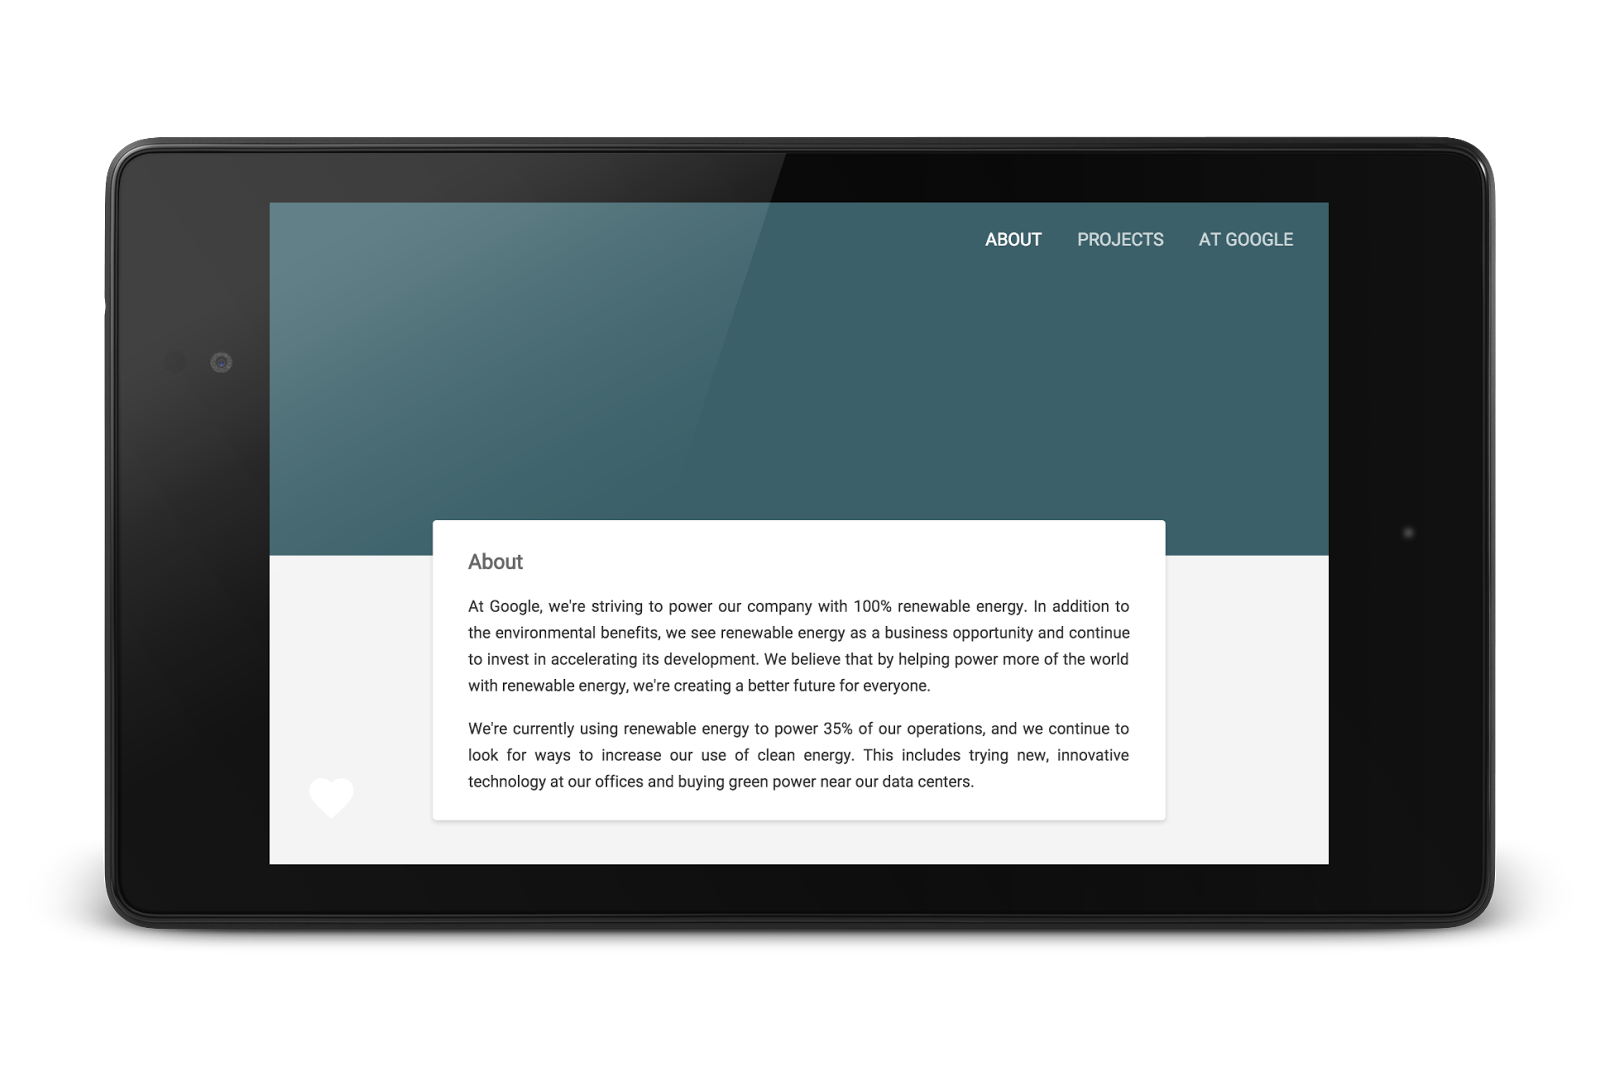 ABOUT PROJECTS AT GOOGLE
About
At Google, we're striving to power our company with 100% renewable energy. In addition to
the environmental benefits, we see renewable energy as a business opportunity and continue
to invest in accelerating its development. We believe that by helping power more of the world
with renewable energy, we're creating a better future for everyone.
We're currently using renewable energy to power 35% of our operations, and we continue to
look for ways to increase our use of clean energy. This includes trying new, innovative
technology at our offices and buying green power near our data centers.